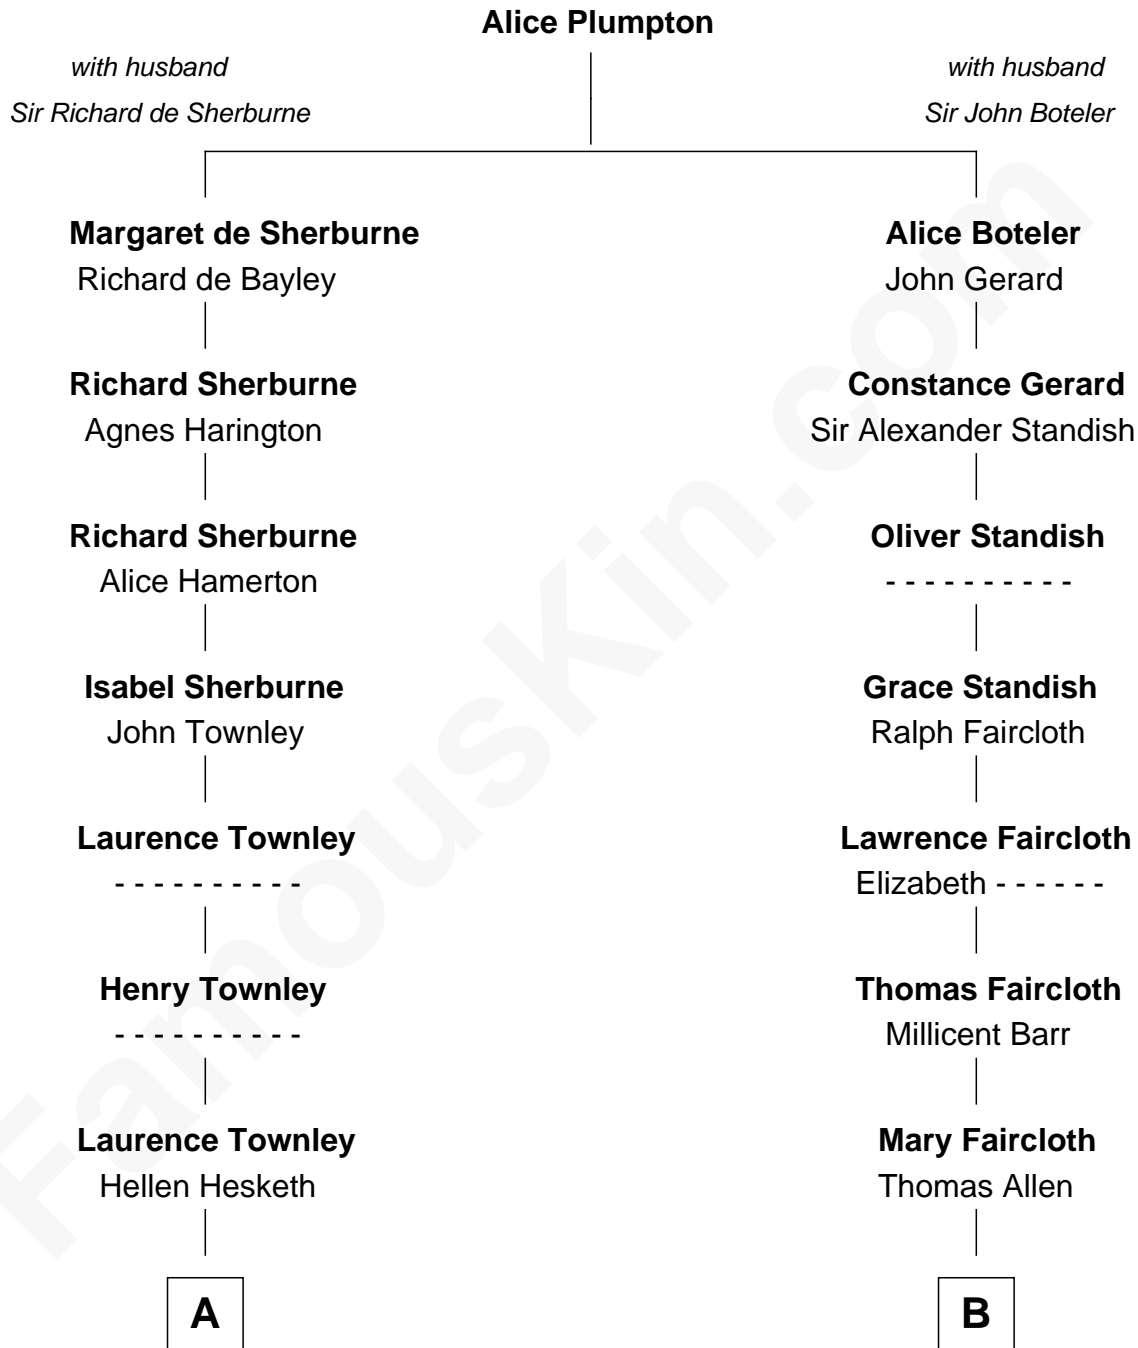 Alice Plumpton
with husband
Sir Richard de Sherburne
with husband
Sir John Boteler
Margaret de Sherburne
Richard de Bayley
Alice Boteler
John Gerard
Richard Sherburne
Agnes Harington
Constance Gerard
Sir Alexander Standish
Richard Sherburne
Alice Hamerton
Oliver Standish
- - - - - - - - - -
Isabel Sherburne
John Townley
Grace Standish
Ralph Faircloth
Laurence Townley
- - - - - - - - - -
Lawrence Faircloth
Elizabeth - - - - - -
Henry Townley
- - - - - - - - - -
Thomas Faircloth
Millicent Barr
Laurence Townley
Hellen Hesketh
Mary Faircloth
Thomas Allen
A
B
FamousKin.com